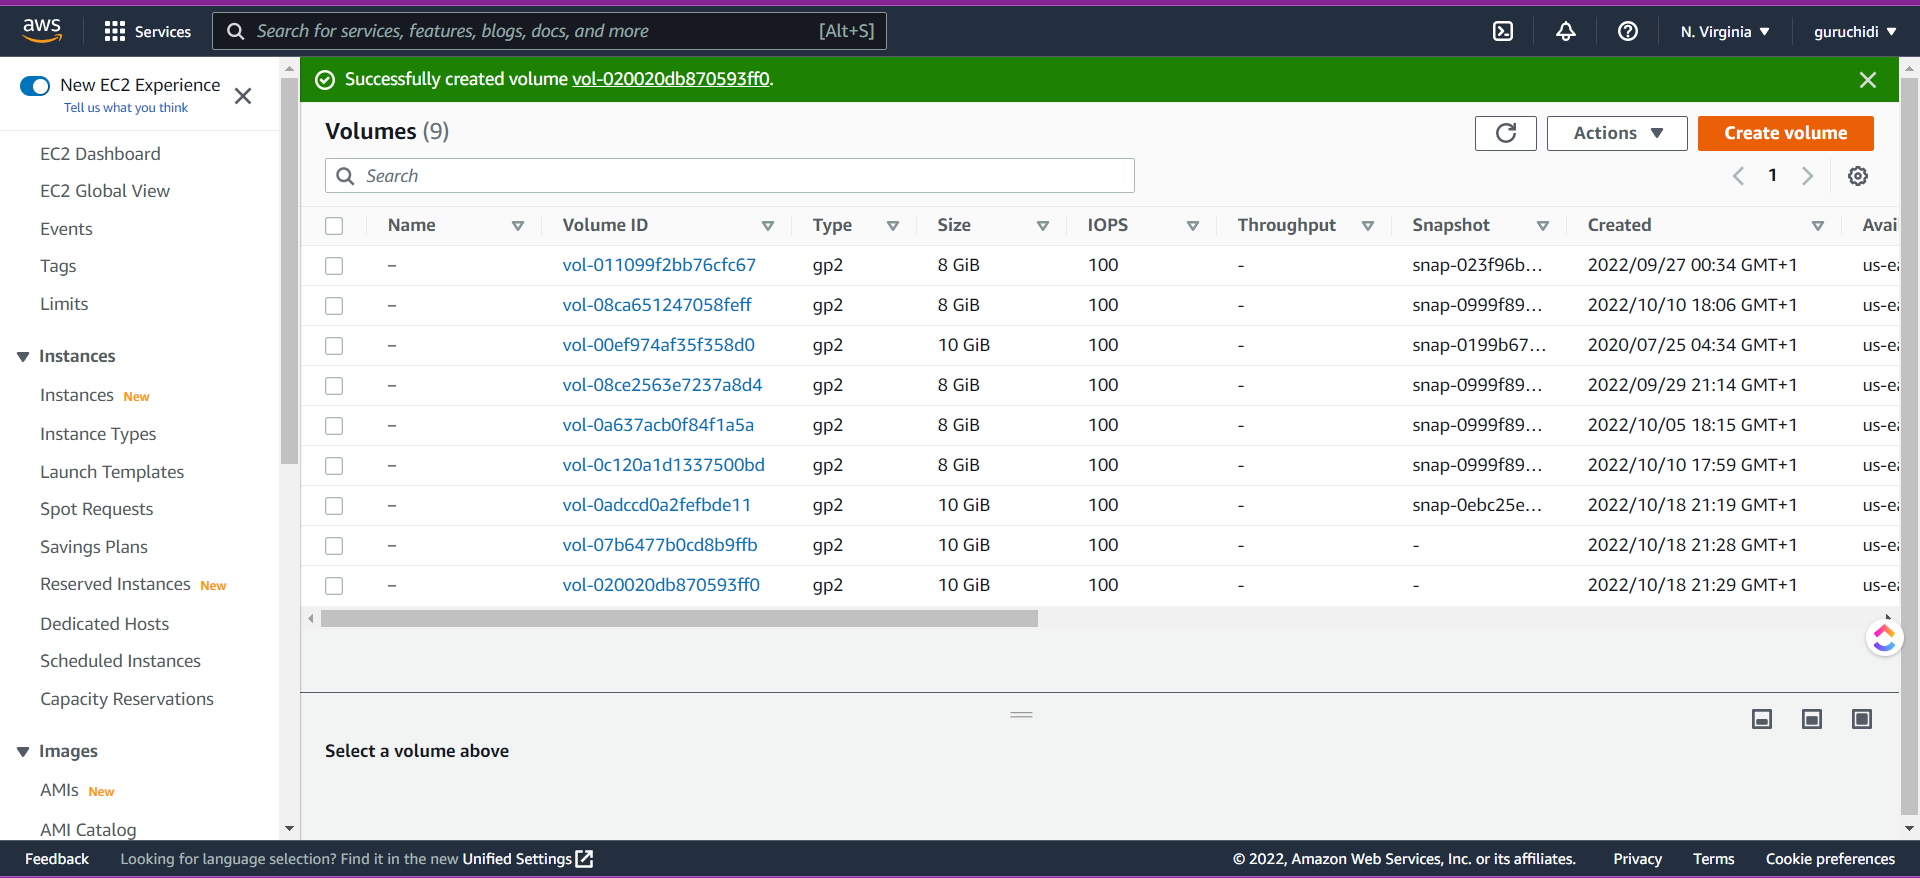 aws
Services
Search for services, features, blogs, docs, and more [Alt+S]
N. Virginia
guruchidi
New EC2 Experience
Tell us what you think
EC2 Dashboard
EC2 Global View
Events
Tags
Limits
Instances
Instances New
Instance Types
Launch Templates
Spot Requests
Savings Plans
Reserved Instances New
Dedicated Hosts
Scheduled Instances
Capacity Reservations
Images
AMIs New
AMI Catalog
Successfully created volume vol-020020db870593ff0.
Volumes (9)
Actions
Create volume
Search
1
Name Volume ID Type Size IOPS Throughput Snapshot Created Avai
– vol-011099f2bb76cfc67 gp2 8 GiB 100 - snap-023f96b... 2022/09/27 00:34 GMT+1 us-ea
– vol-08ca651247058feff gp2 8 GiB 100 - snap-0999f89... 2022/10/10 18:06 GMT+1 us-ea
– vol-00ef974af35f358d0 gp2 10 GiB 100 - snap-0199b67... 2020/07/25 04:34 GMT+1 us-ea
– vol-08ce2563e7237a8d4 gp2 8 GiB 100 - snap-0999f89... 2022/09/29 21:14 GMT+1 us-ea
– vol-0a637acb0f84f1a5a gp2 8 GiB 100 - snap-0999f89... 2022/10/05 18:15 GMT+1 us-ea
– vol-0c120a1d1337500bd gp2 8 GiB 100 - snap-0999f89... 2022/10/10 17:59 GMT+1 us-ea
– vol-0adccd0a2fefbde11 gp2 10 GiB 100 - snap-0ebc25e... 2022/10/18 21:19 GMT+1 us-ea
– vol-07b6477b0cd8b9ffb gp2 10 GiB 100 - - 2022/10/18 21:28 GMT+1 us-ea
– vol-020020db870593ff0 gp2 10 GiB 100 - - 2022/10/18 21:29 GMT+1 us-ea
Select a volume above
Feedback Looking for language selection? Find it in the new Unified Settings
© 2022, Amazon Web Services, Inc. or its affiliates. Privacy Terms Cookie preferences